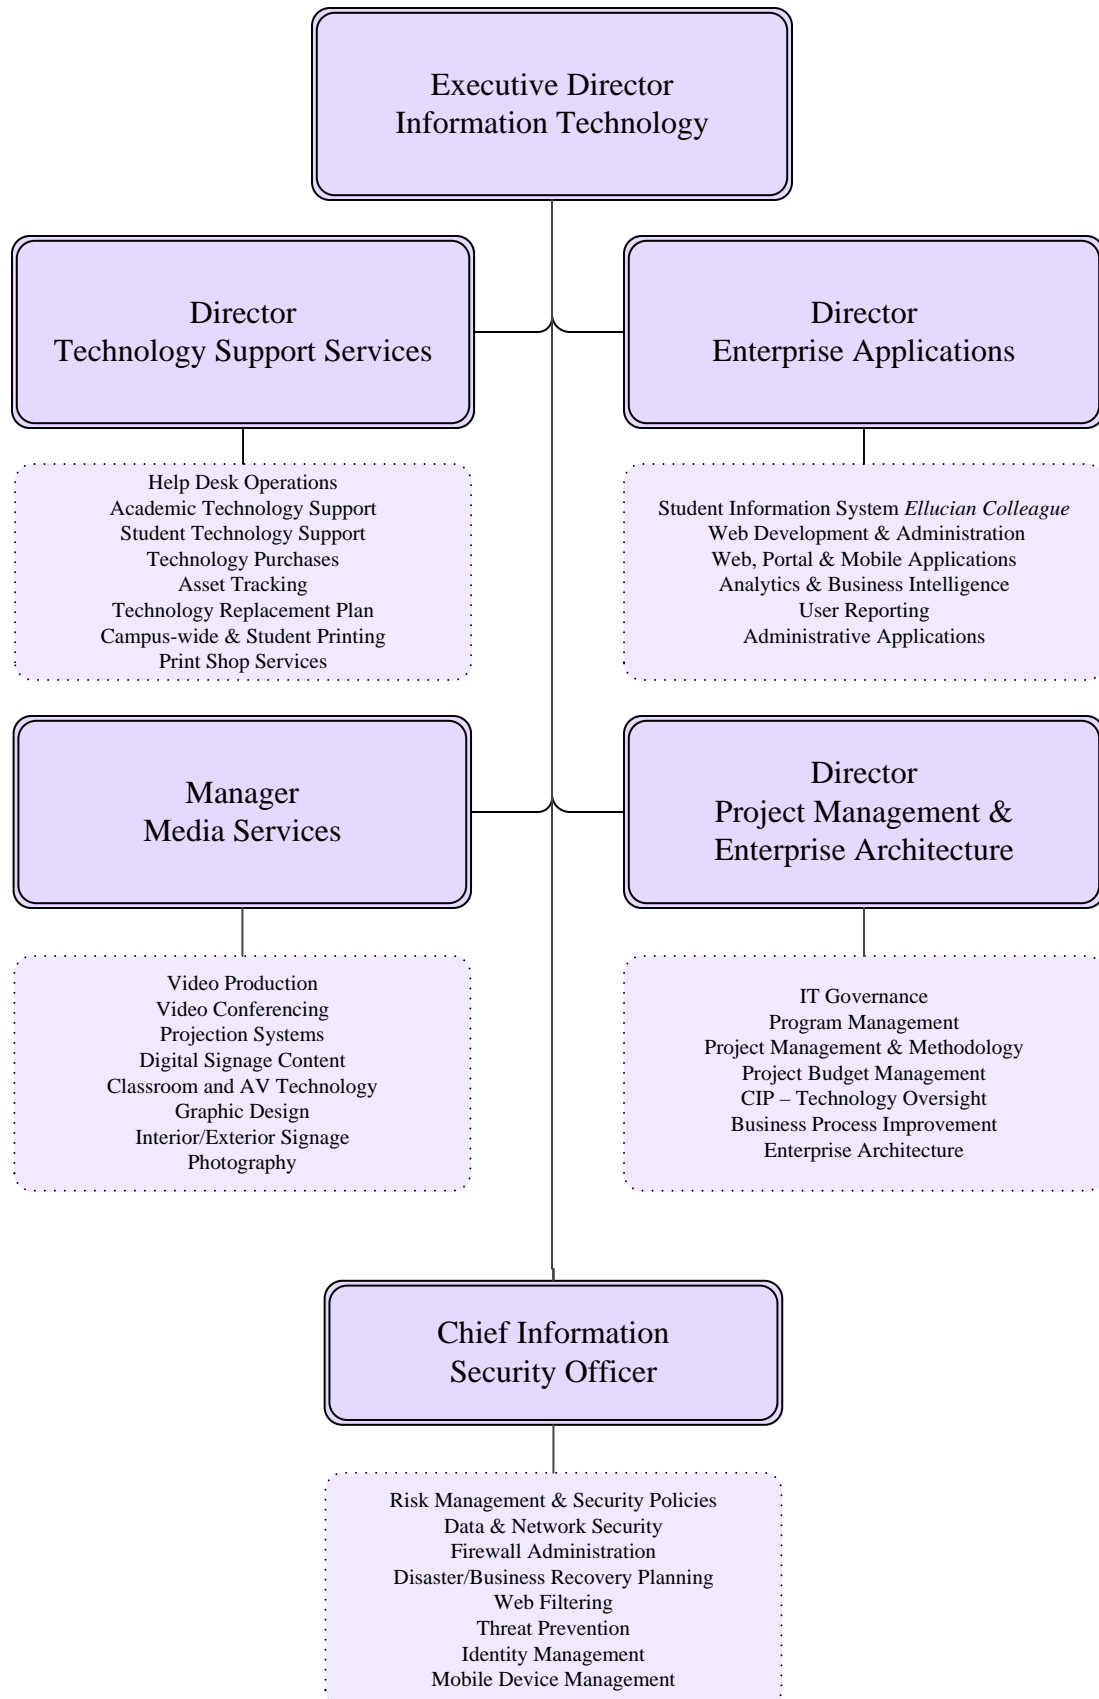 Executive Director
Information Technology
Director
Technology Support Services
Director
Enterprise Applications
Help Desk Operations
Academic Technology Support
Student Technology Support
Technology Purchases
Asset Tracking
Technology Replacement Plan
Campus-wide & Student Printing
Print Shop Services
Student Information System Ellucian Colleague
Web Development & Administration
Web, Portal & Mobile Applications
Analytics & Business Intelligence
User Reporting
Administrative Applications
Manager
Media Services
Director
Project Management &
Enterprise Architecture
Video Production
Video Conferencing
Projection Systems
Digital Signage Content
Classroom and AV Technology
Graphic Design
Interior/Exterior Signage
Photography
IT Governance
Program Management
Project Management & Methodology
Project Budget Management
CIP – Technology Oversight
Business Process Improvement
Enterprise Architecture
Chief Information
Security Officer
Risk Management & Security Policies
Data & Network Security
Firewall Administration
Disaster/Business Recovery Planning
Web Filtering
Threat Prevention
Identity Management
Mobile Device Management